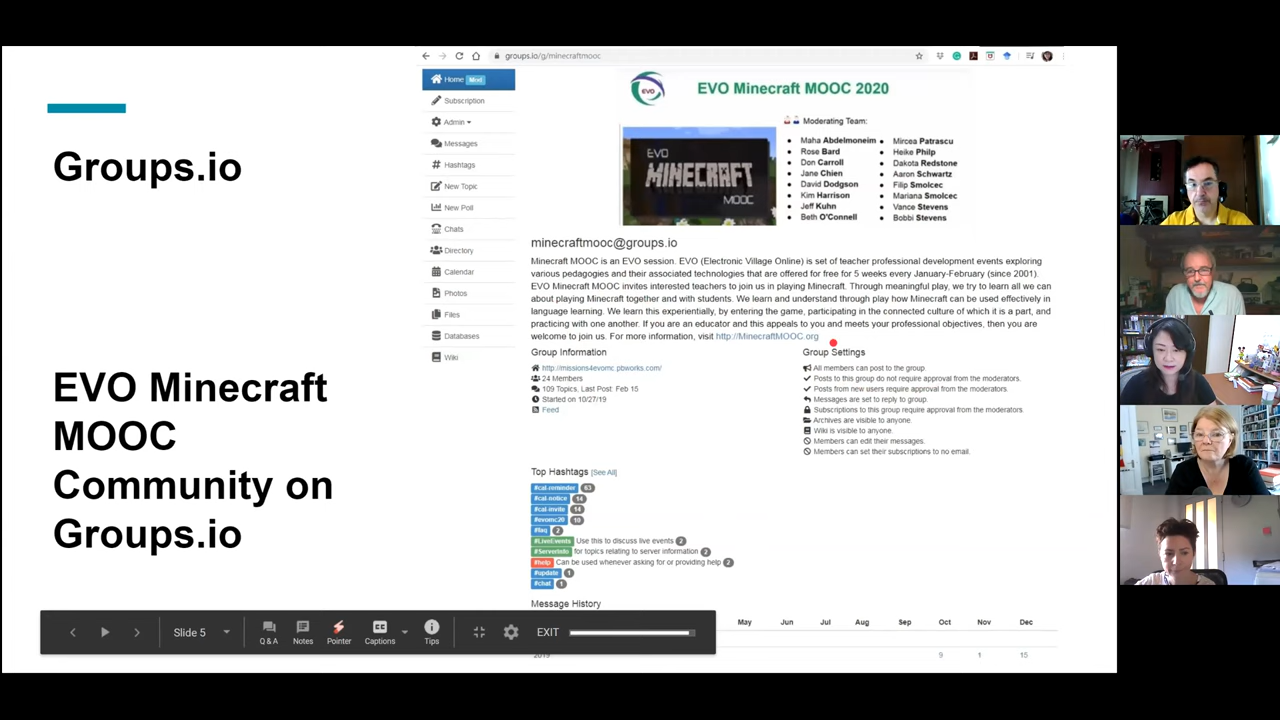 Groups.io
EVO Minecraft
MOOC
Community on
Groups.io
groups.io/g/minecraftmooc
Home Mod
Subscription
Admin
Messages
Hashtags
New Topic
New Poll
Chats
Directory
Calendar
Photos
Files
Databases
Wiki
EVO
EVO Minecraft MOOC 2020
EVO
MINECRAFT
MOOC
Moderating Team:
Maha Abdelmoneim
Rose Bard
Don Carroll
Jane Chien
David Dodgson
Kim Harrison
Jeff Kuhn
Beth O'Connell
Mircea Patrascu
Heike Philp
Dakota Redstone
Aaron Schwartz
Filip Smolcec
Mariana Smolcec
Vance Stevens
Bobbi Stevens
minecraftmooc@groups.io
Minecraft MOOC is an EVO session. EVO (Electronic Village Online) is set of teacher professional development events exploring
various pedagogies and their associated technologies that are offered for free for 5 weeks every January-February (since 2001).
EVO Minecraft MOOC invites interested teachers to join us in playing Minecraft. Through meaningful play, we try to learn all we can
about playing Minecraft together and with students. We learn and understand through play how Minecraft can be used effectively in
language learning. We learn this experientially, by entering the game, participating in the connected culture of which it is a part, and
practicing with one another. If you are an educator and this appeals to you and meets your professional objectives, then you are
welcome to join us. For more information, visit http://MinecraftMOOC.org
Group Information
http://missions4evomc.pbworks.com/
24 Members
109 Topics, Last Post: Feb 15
Started on 10/27/19
Feed
Group Settings
All members can post to the group.
Posts to this group do not require approval from the moderators.
Posts from new users require approval from the moderators.
Messages are set to reply to group.
Subscriptions to this group require approval from the moderators.
Archives are visible to anyone.
Wiki is visible to anyone.
Members can edit their messages.
Members can set their subscriptions to no email.
Top Hashtags [See All]
#cal-reminder 63
#cal-notice 14
#cal-invite 14
#evomc20 10
#faq 2
#LiveEvents Use this to discuss live events 2
#ServerInfo for topics relating to server information 2
#help Can be used whenever asking for or providing help 2
#update 1
#chat 1
Message History
May Jun Jul Aug Sep Oct Nov Dec
2019 9 1 15
Slide 5
Q & A
Notes
Pointer
CC
Captions
Tips
EXIT